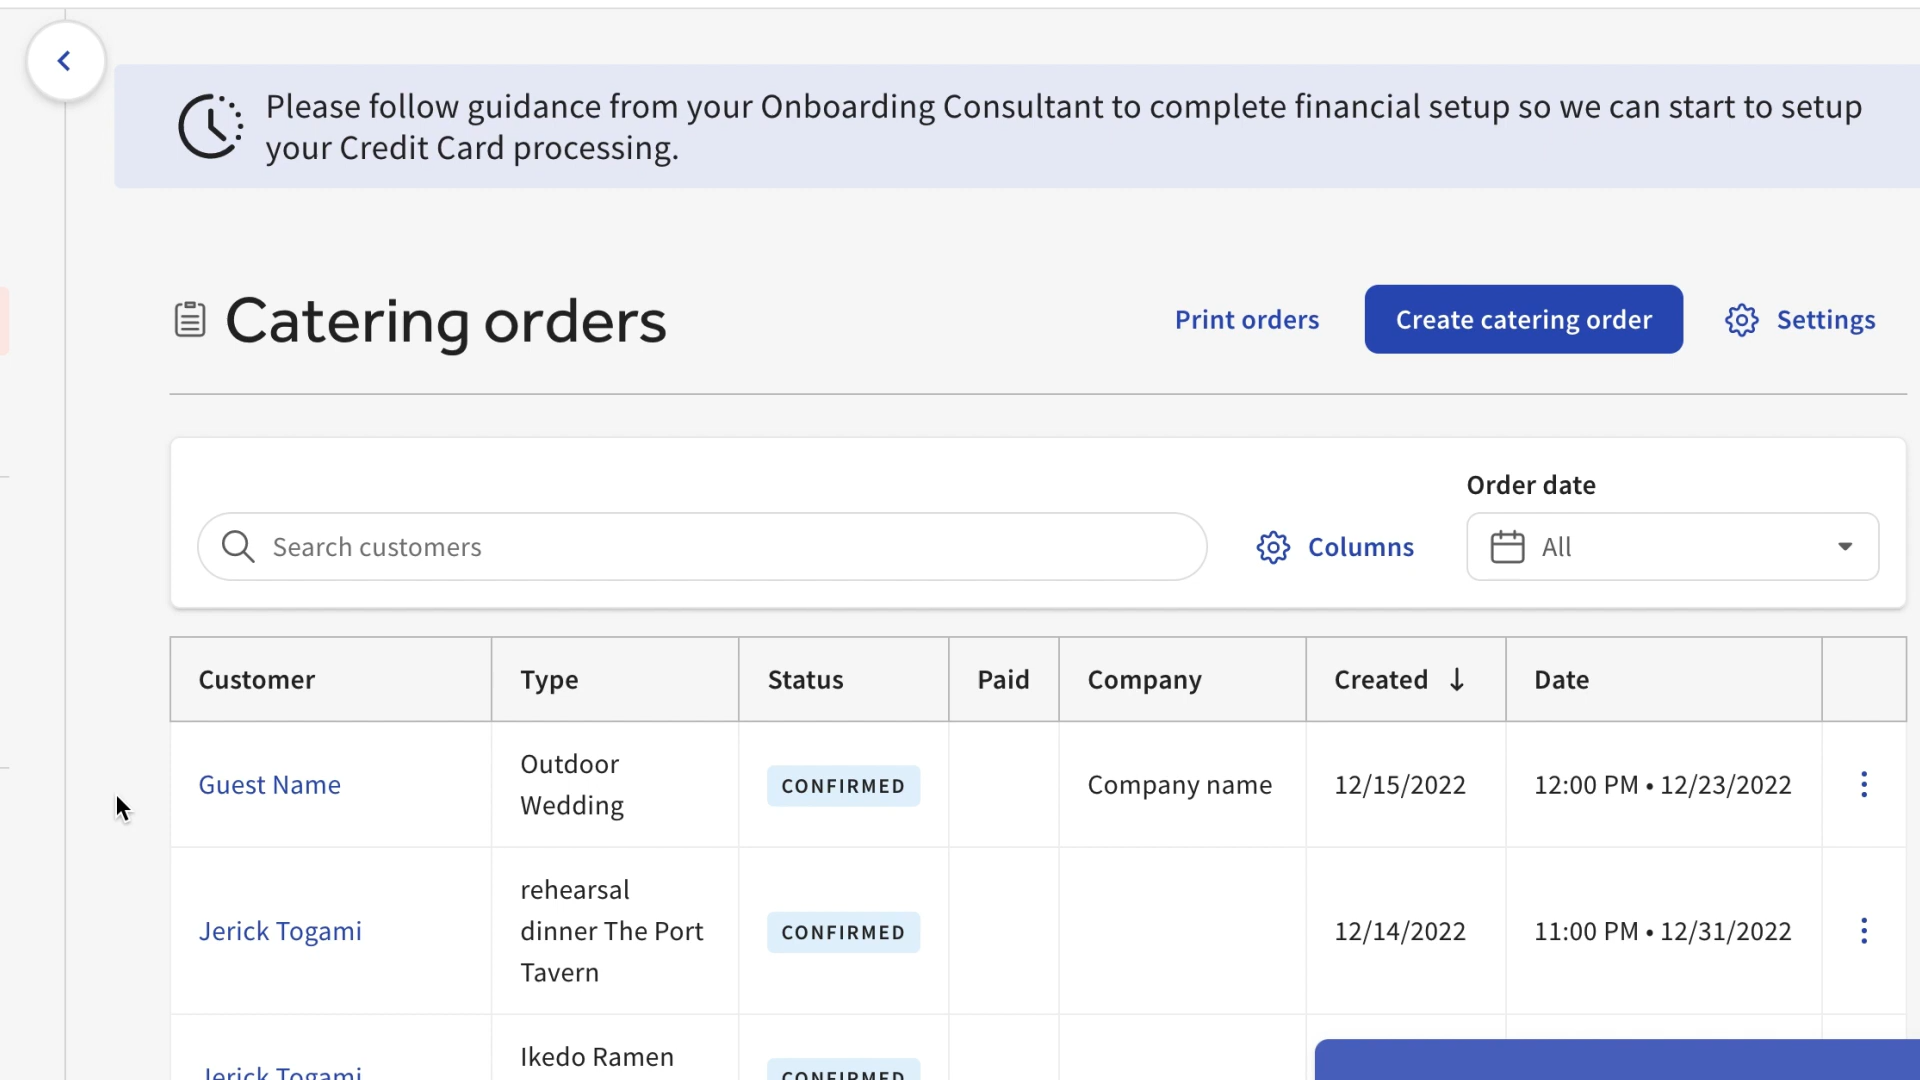 Please follow guidance from your Onboarding Consultant to complete financial setup so we can start to setup
your Credit Card processing.
Catering orders
Print orders
Create catering order
Settings
Order date
Search customers
Columns
All
Customer Type Status Paid Company Created ↓ Date
Guest Name
Outdoor
Wedding
CONFIRMED
Company name
12/15/2022
12:00 PM • 12/23/2022
Jerick Togami
rehearsal
dinner The Port
Tavern
CONFIRMED
12/14/2022
11:00 PM • 12/31/2022
Jerick Togami
Ikedo Ramen
CONFIRMED